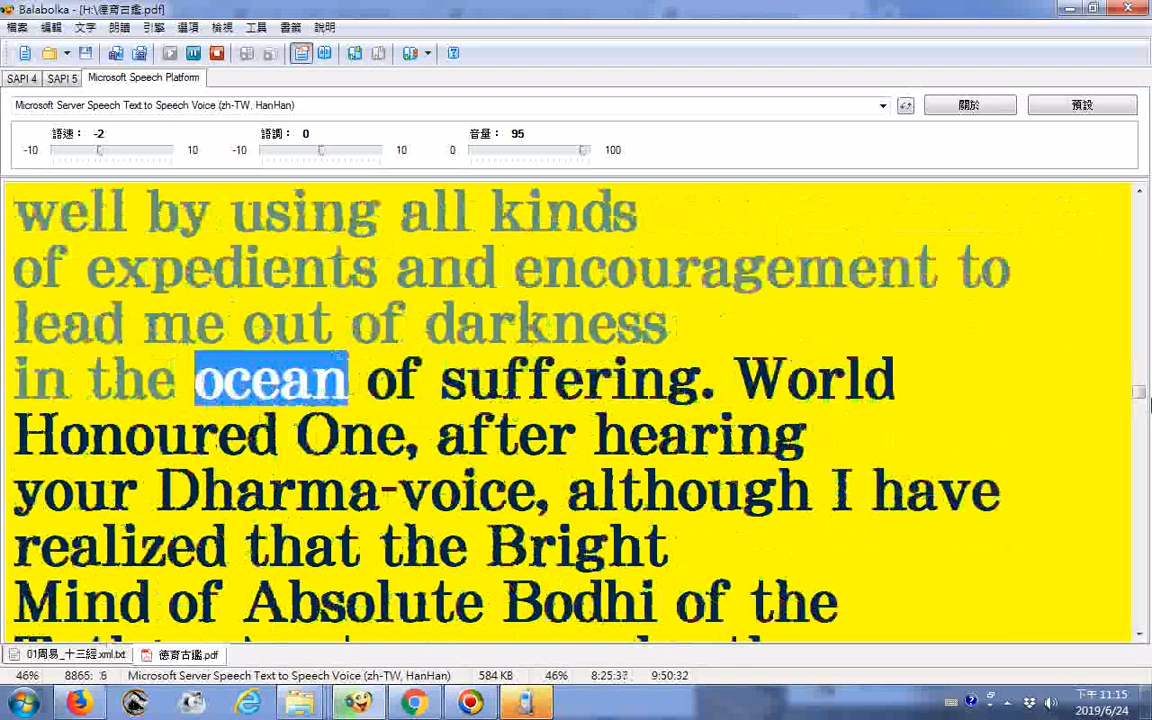 Balabolka - [H:\德育古鑑.pdf]
檔案 編輯 文字 朗讀 引擎 選項 檢視 工具 書籤 說明
SAPI 4 SAPI 5 Microsoft Speech Platform
Microsoft Server Speech Text to Speech Voice (zh-TW, HanHan) 關於 預設
語速： -2 語調： 0 音量： 95
-10 10 -10 10 0 100
well by using all kinds
of expedients and encouragement to
lead me out of darkness
in the ocean of suffering. World
Honoured One, after hearing
your Dharma-voice, although I have
realized that the Bright
Mind of Absolute Bodhi of the
01周易_十三經.xml.txt 德育古鑑.pdf
46% 8865: Microsoft Server Speech Text to Speech Voice (zh-TW, HanHan) 584 KB 46% 8:25:37 9:50:32
下午 11:15
2019/6/24